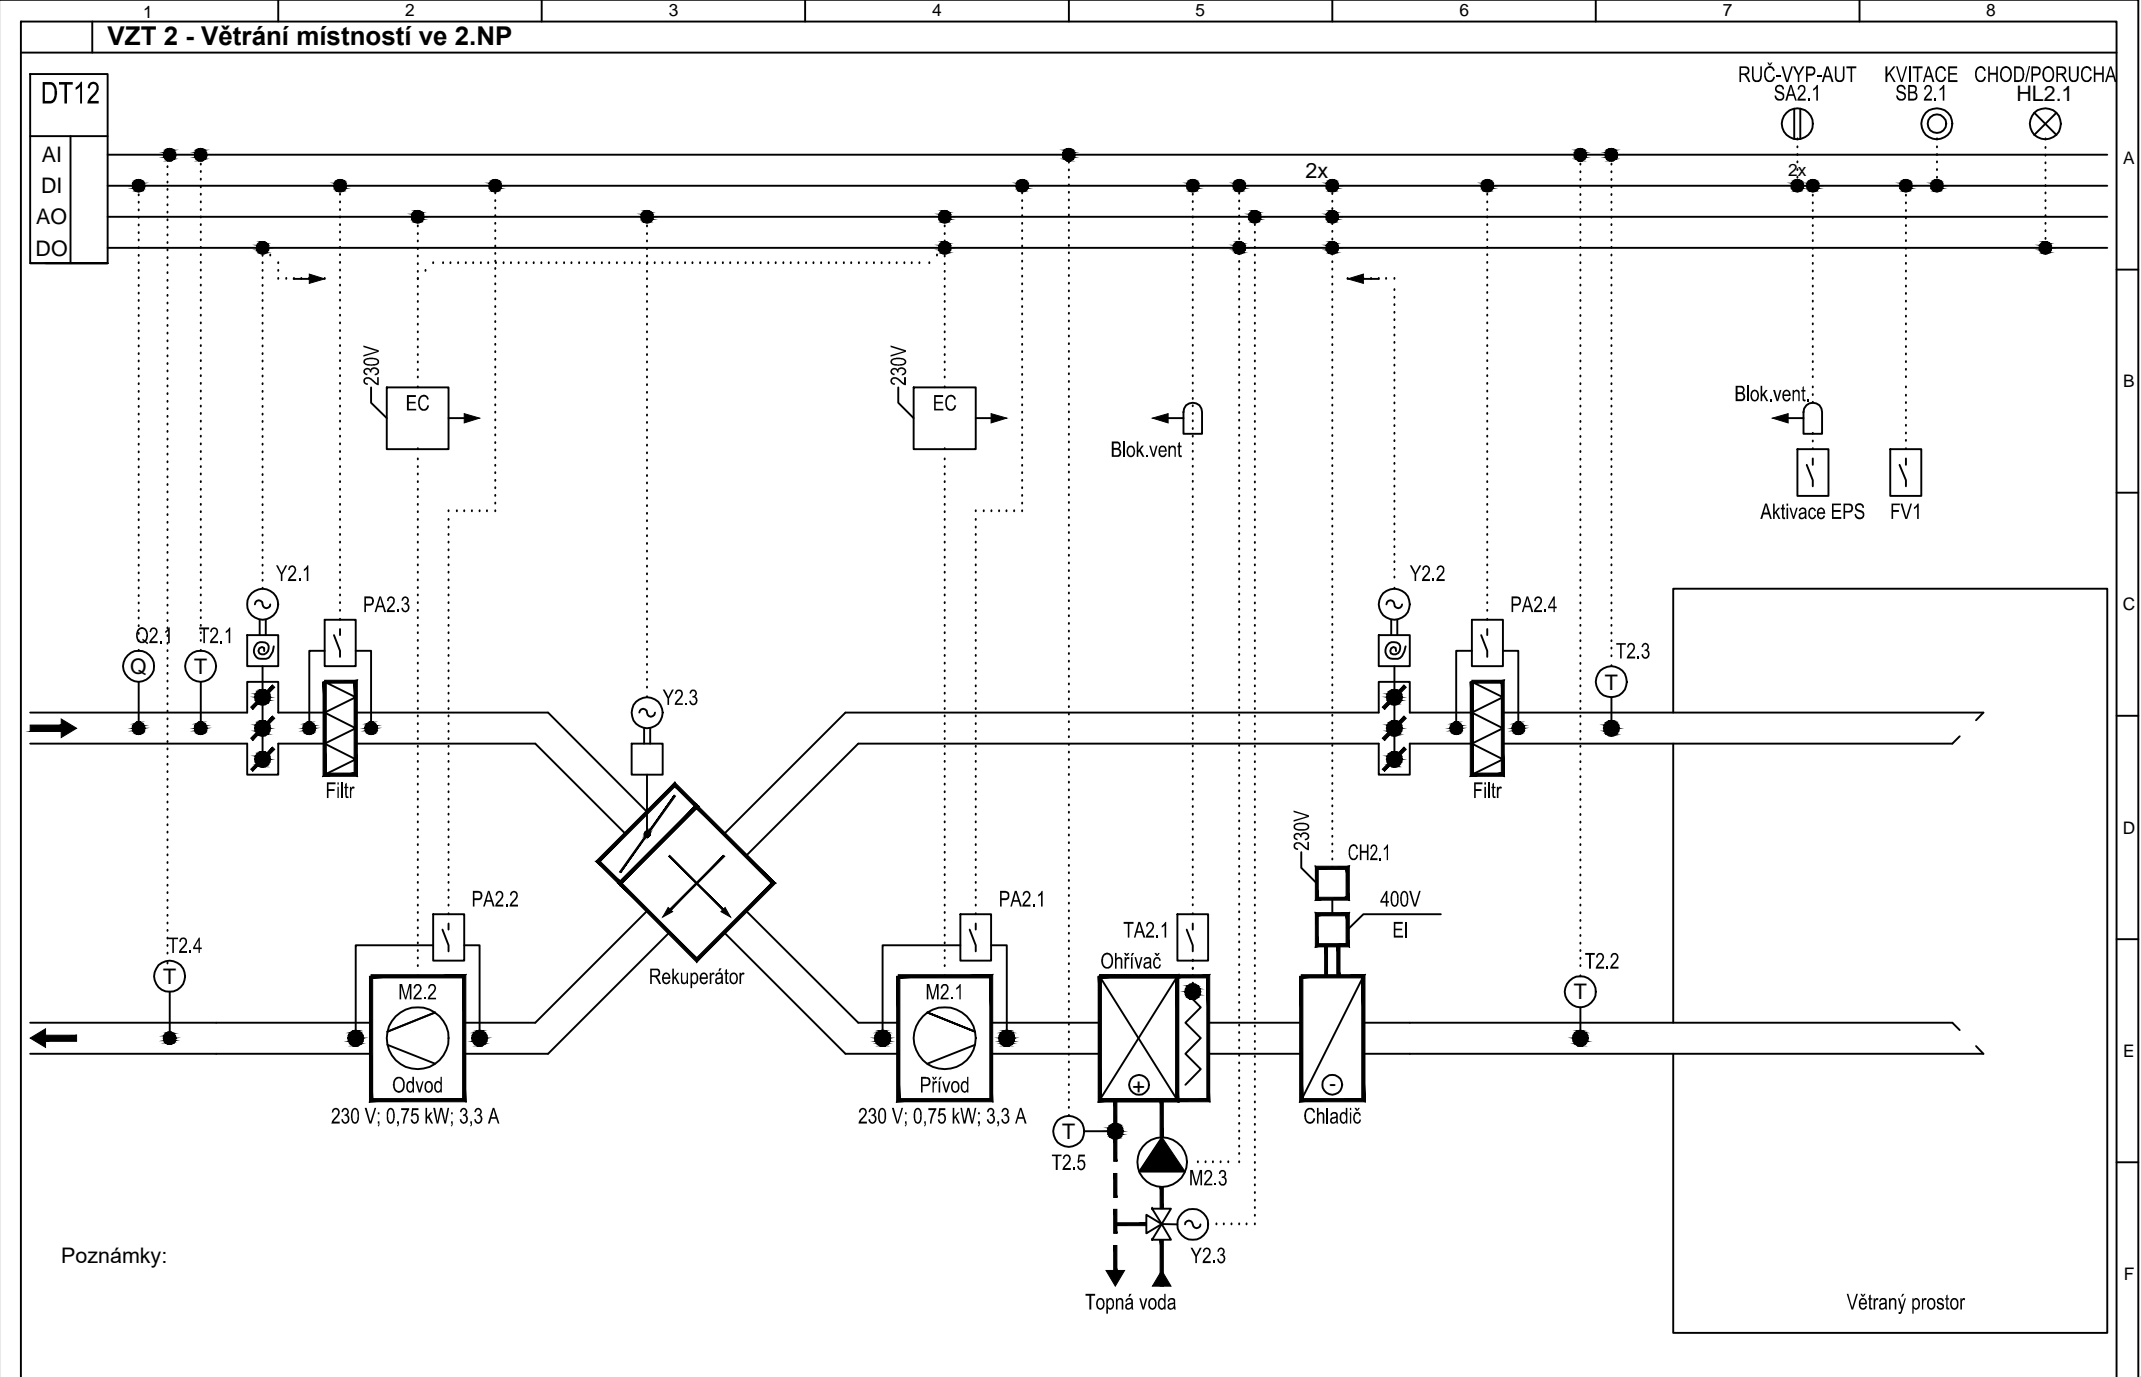 1 2 3 4 5 6 7 8
VZT 2 - Větrání místností ve 2.NP
RUČ-VYP-AUT KVITACE CHOD/PORUCHA
SA2.1 SB 2.1 HL2.1
DT12
AI
DI
AO
DO
2x 2x
A
230V 230V
EC EC
Blok.vent.
Blok.vent
B
Aktivace EPS FV1
Y2.1 Y2.2
PA2.3 PA2.4
C
Q2.1 T2.1 T2.3
Q T T
Y2.3
Filtr Filtr
230V
D
CH2.1
400V
EI
PA2.2 PA2.1
TA2.1
T2.4
Ohřívač
T2.2
Rekuperátor
T T
M2.2 M2.1
E
Odvod Přívod
+ -
230 V; 0,75 kW; 3,3 A 230 V; 0,75 kW; 3,3 A
Chladič
T
T2.5
M2.3
Y2.3
Poznámky:
F
Topná voda
Větraný prostor